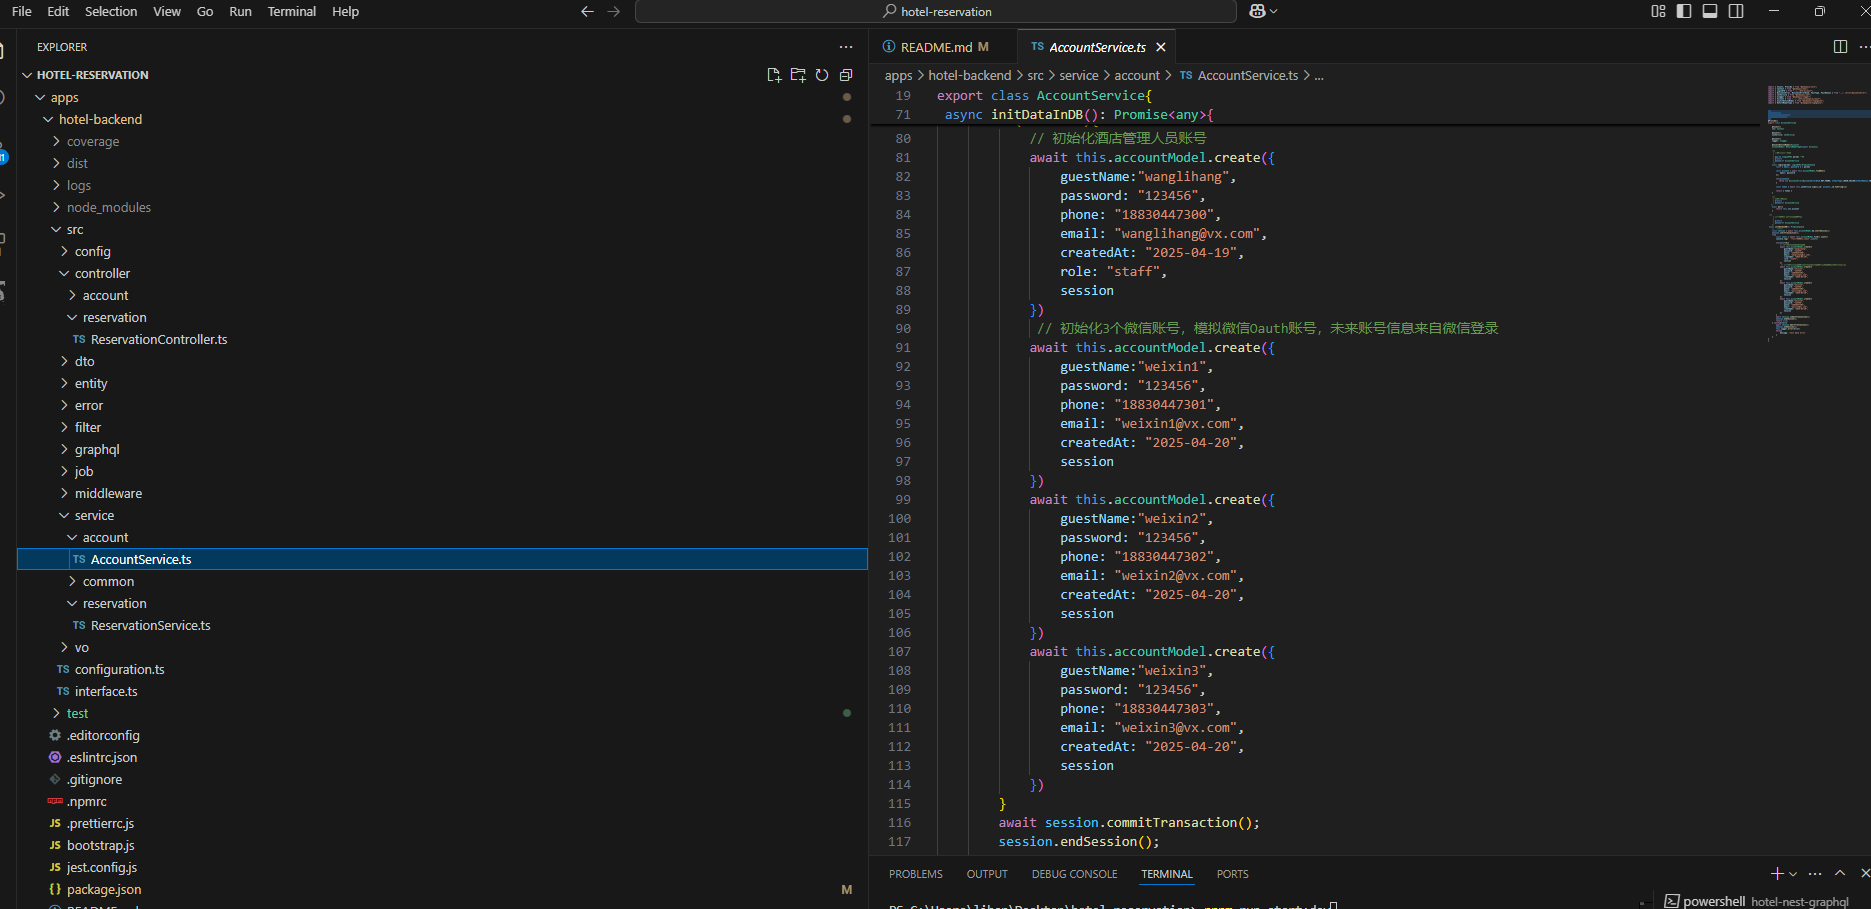 File Edit Selection View Go Run Terminal Help
hotel-reservation
EXPLORER
HOTEL-RESERVATION
apps
hotel-backend
coverage
dist
logs
node_modules
src
config
controller
account
reservation
TS ReservationController.ts
dto
entity
error
filter
graphql
job
middleware
service
account
TS AccountService.ts
common
reservation
TS ReservationService.ts
vo
TS configuration.ts
TS interface.ts
test
.editorconfig
.eslintrc.json
.gitignore
npm .npmrc
JS .prettierrc.js
JS bootstrap.js
JS jest.config.js
{} package.json M
README.md M
TS AccountService.ts
apps > hotel-backend > src > service > account > TS AccountService.ts > ...
19 export class AccountService{
71 async initDataInDB(): Promise<any>{
80 // 初始化酒店管理人员账号
81 await this.accountModel.create({
82 guestName:"wanglihang",
83 password: "123456",
84 phone: "18830447300",
85 email: "wanglihang@vx.com",
86 createdAt: "2025-04-19",
87 role: "staff",
88 session
89 })
90 // 初始化3个微信账号，模拟微信Oauth账号，未来账号信息来自微信登录
91 await this.accountModel.create({
92 guestName:"weixin1",
93 password: "123456",
94 phone: "18830447301",
95 email: "weixin1@vx.com",
96 createdAt: "2025-04-20",
97 session
98 })
99 await this.accountModel.create({
100 guestName:"weixin2",
101 password: "123456",
102 phone: "18830447302",
103 email: "weixin2@vx.com",
104 createdAt: "2025-04-20",
105 session
106 })
107 await this.accountModel.create({
108 guestName:"weixin3",
109 password: "123456",
110 phone: "18830447303",
111 email: "weixin3@vx.com",
112 createdAt: "2025-04-20",
113 session
114 })
115 }
116 await session.commitTransaction();
117 session.endSession();
PROBLEMS OUTPUT DEBUG CONSOLE TERMINAL PORTS
powershell hotel-nest-graphql